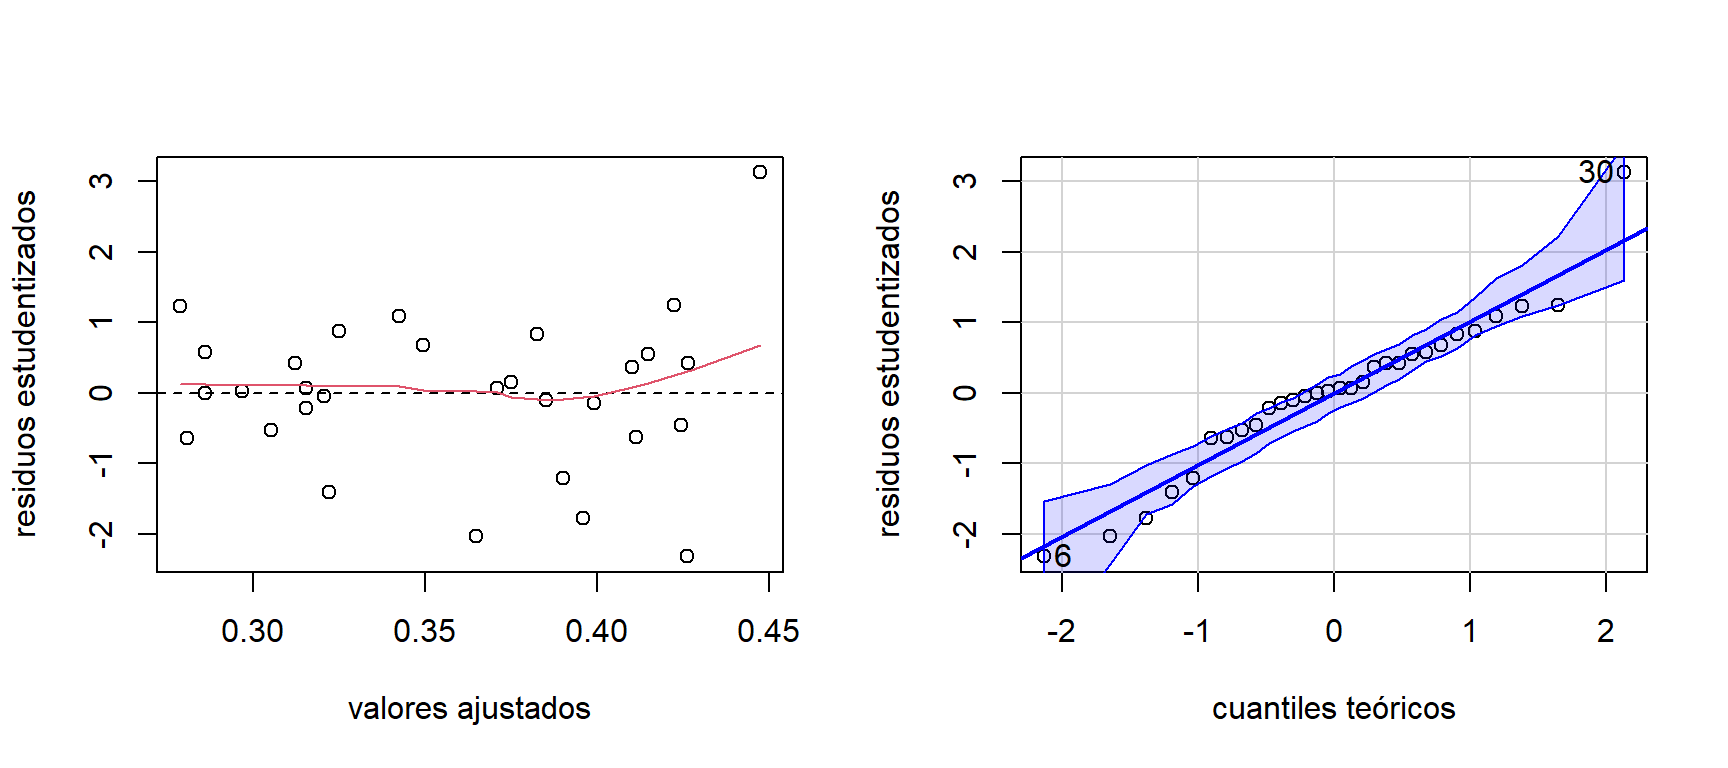 3
2
1
0
-1
-2
residuos estudentizados
0.30 0.35 0.40 0.45
valores ajustados
3
2
1
0
-1
-2
residuos estudentizados
30
6
-2 -1 0 1 2
cuantiles teóricos